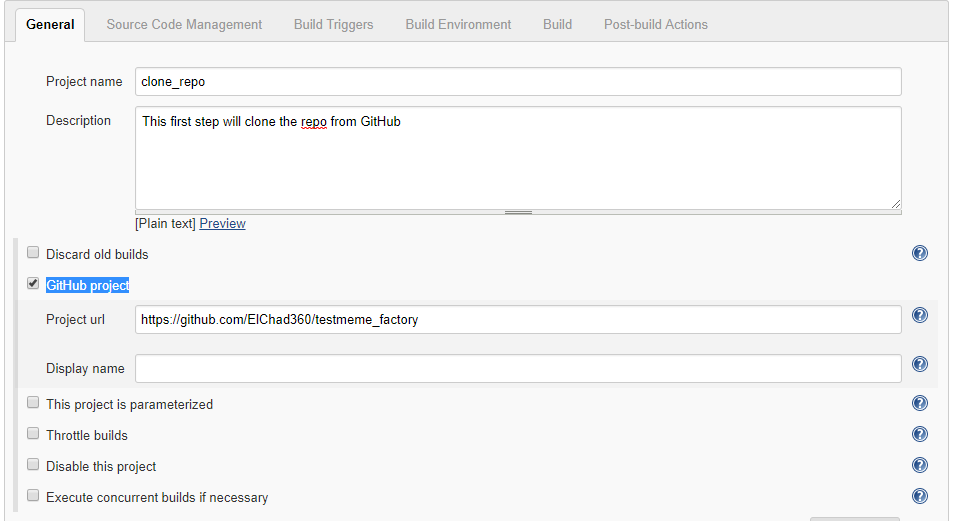 General Source Code Management Build Triggers Build Environment Build Post-build Actions
Project name clone_repo
Description This first step will clone the repo from GitHub
[Plain text] Preview
Discard old builds
GitHub project
Project url https://github.com/ElChad360/testmeme_factory
Display name
This project is parameterized
Throttle builds
Disable this project
Execute concurrent builds if necessary